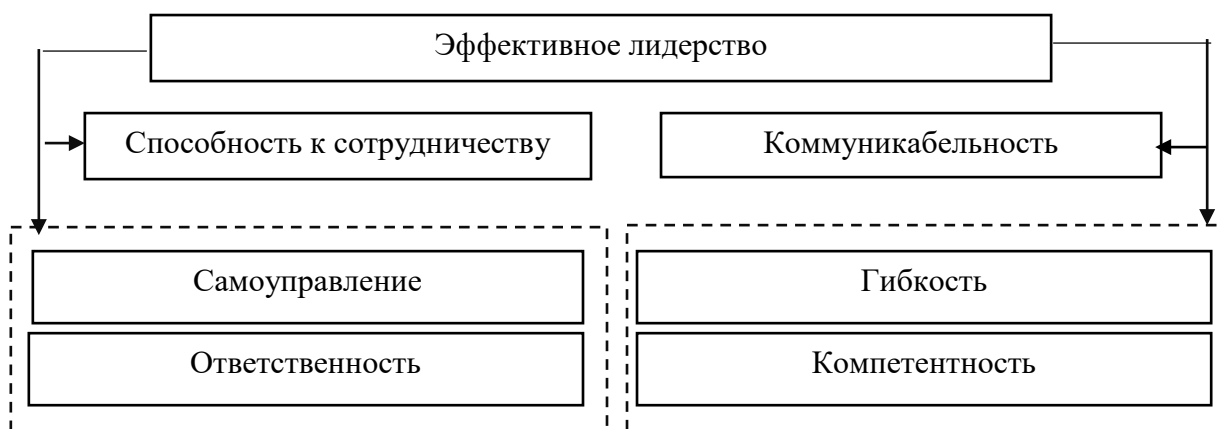 Эффективное лидерство
Способность к сотрудничеству
Коммуникабельность
Самоуправление
Гибкость
Ответственность
Компетентность